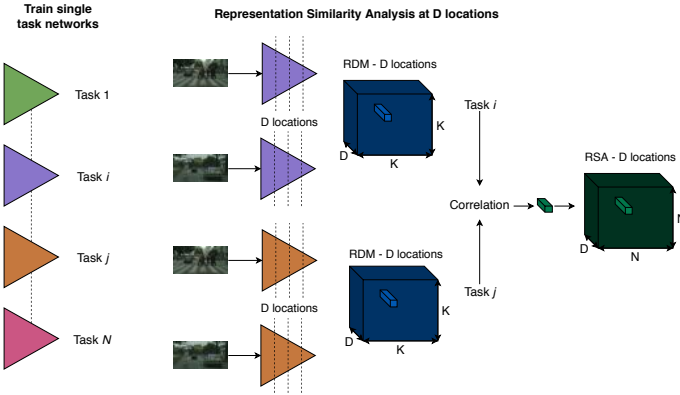 Train single
task networks
Representation Similarity Analysis at D locations
Task 1
Task i
Task j
Task N
D locations
D locations
RDM - D locations
K
D
K
RDM - D locations
K
D
K
Task i
Correlation
Task j
RSA - D locations
N
D
N